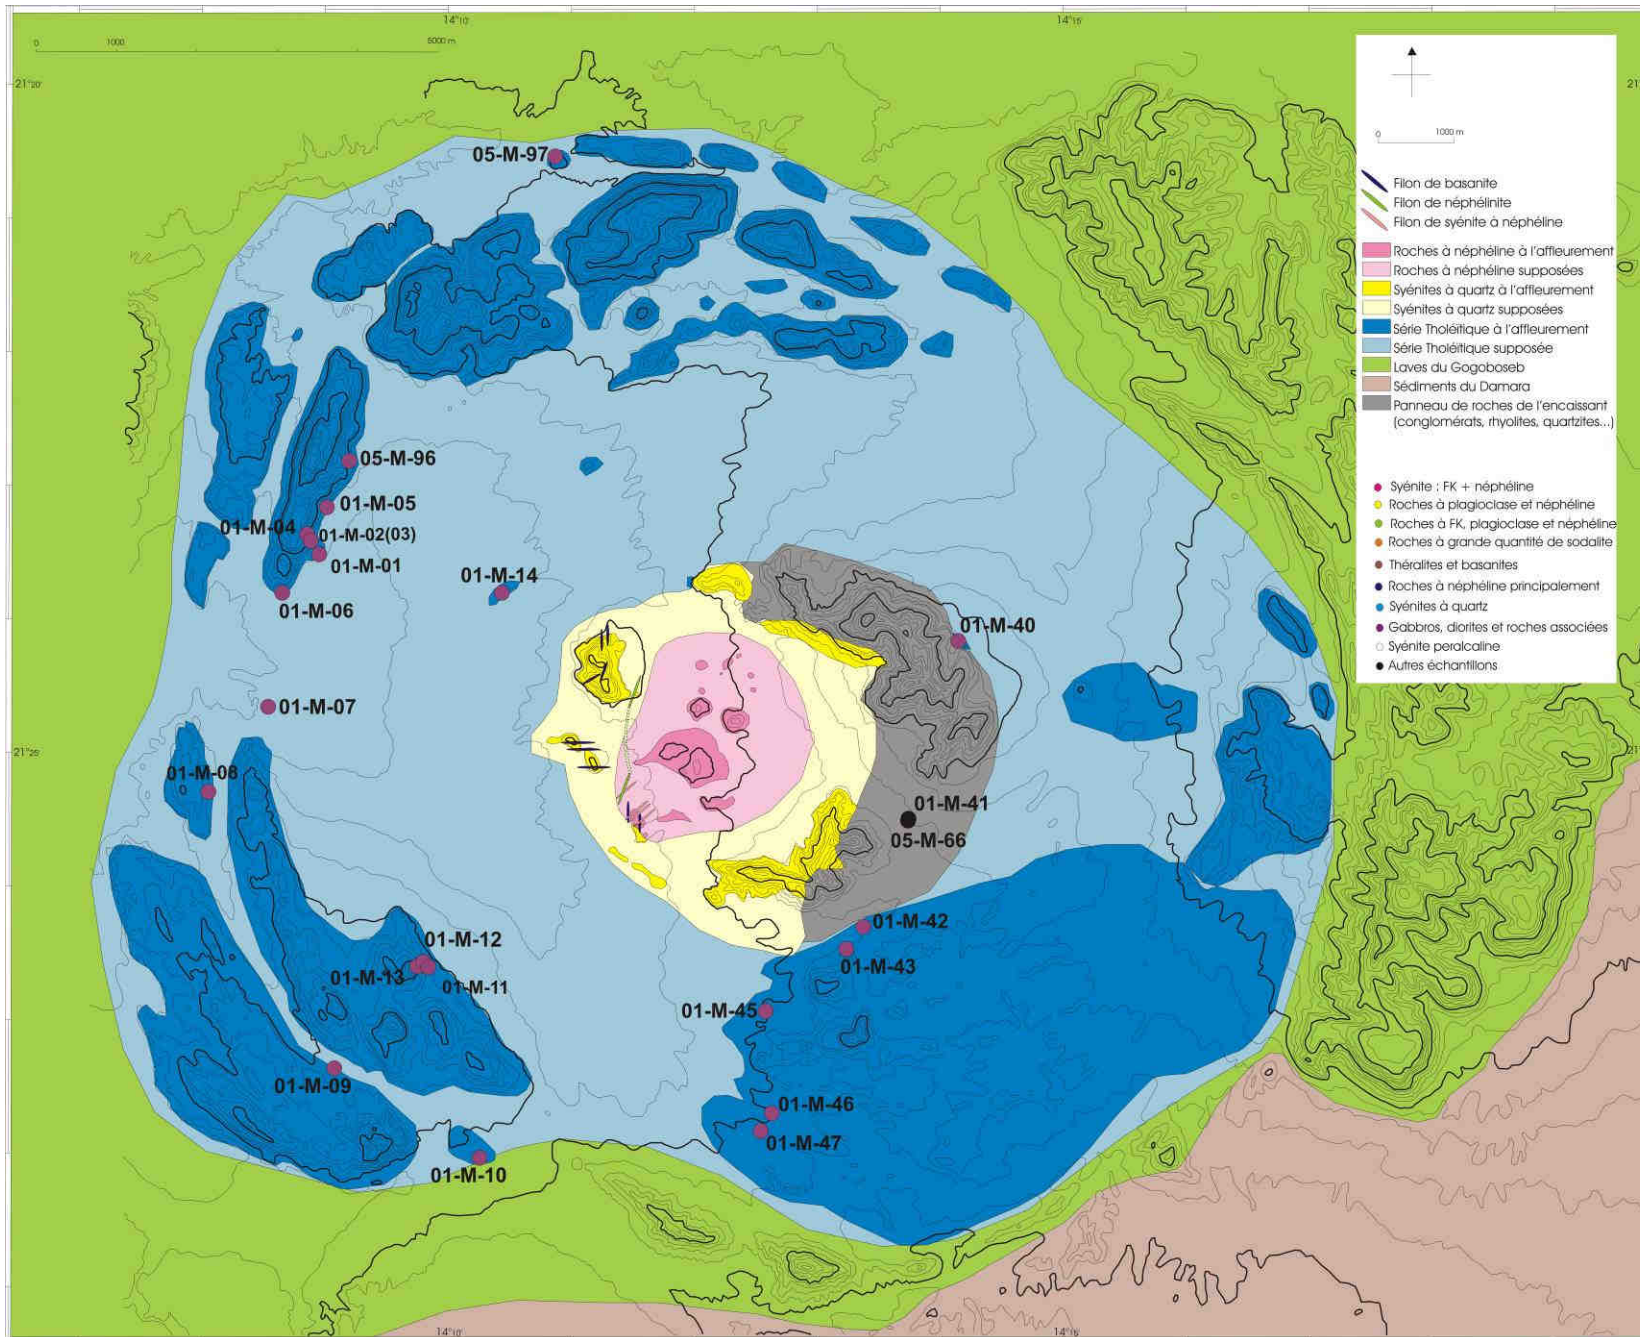 14°10'
14°15'
0 1000 5000 m.
21°20'
21°
0 1000 m
Filon de basanite
Filon de néphélinite
Filon de syénite à néphéline
Roches à néphéline à l'affleurement
Roches à néphéline supposées
Syénites à quartz à l'affleurement
Syénites à quartz supposées
Série Tholéïtique à l'affleurement
Série Tholéïtique supposée
Laves du Gogoboseb
Sédiments du Damara
Panneau de roches de l'encaissant
(conglomérats, rhyolites, quartzites...)
Syénite : FK + néphéline
Roches à plagioclase et néphéline
Roches à FK, plagioclase et néphéline
Roches à grande quantité de sodalite
Théralites et basanites
Roches à néphéline principalement
Syénites à quartz
Gabbros, diorites et roches associées
Syénite peralcaline
Autres échantillons
05-M-97
05-M-96
01-M-05
01-M-04
01-M-02(03)
01-M-01
01-M-14
01-M-06
01-M-40
01-M-07
21°25'
21°
01-M-08
01-M-41
05-M-66
01-M-42
01-M-12
01-M-43
01-M-13
01-M-11
01-M-45
01-M-09
01-M-46
01-M-47
01-M-10
14°10'
14°15'